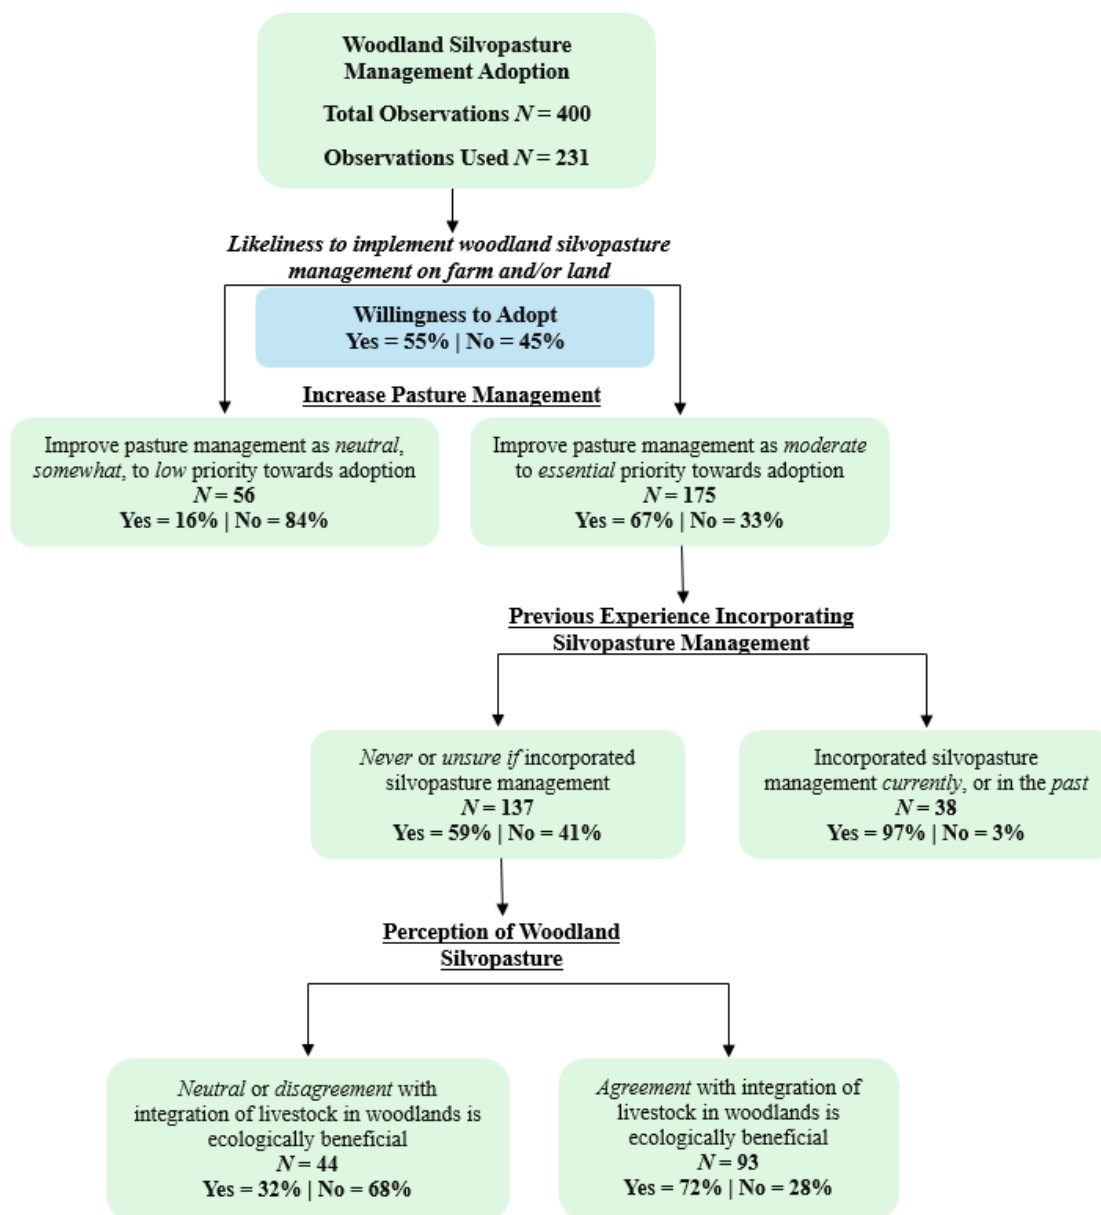 Woodland Silvopasture
Management Adoption
Total Observations N = 400
Observations Used N = 231
Likeliness to implement woodland silvopasture
management on farm and/or land
Willingness to Adopt
Yes = 55% | No = 45%
Increase Pasture Management
Improve pasture management as neutral,
somewhat, to low priority towards adoption
N = 56
Yes = 16% | No = 84%
Improve pasture management as moderate
to essential priority towards adoption
N = 175
Yes = 67% | No = 33%
Previous Experience Incorporating
Silvopasture Management
Never or unsure if incorporated
silvopasture management
N = 137
Yes = 59% | No = 41%
Incorporated silvopasture
management currently, or in the past
N = 38
Yes = 97% | No = 3%
Perception of Woodland
Silvopasture
Neutral or disagreement with
integration of livestock in woodlands is
ecologically beneficial
N = 44
Yes = 32% | No = 68%
Agreement with integration of
livestock in woodlands is
ecologically beneficial
N = 93
Yes = 72% | No = 28%